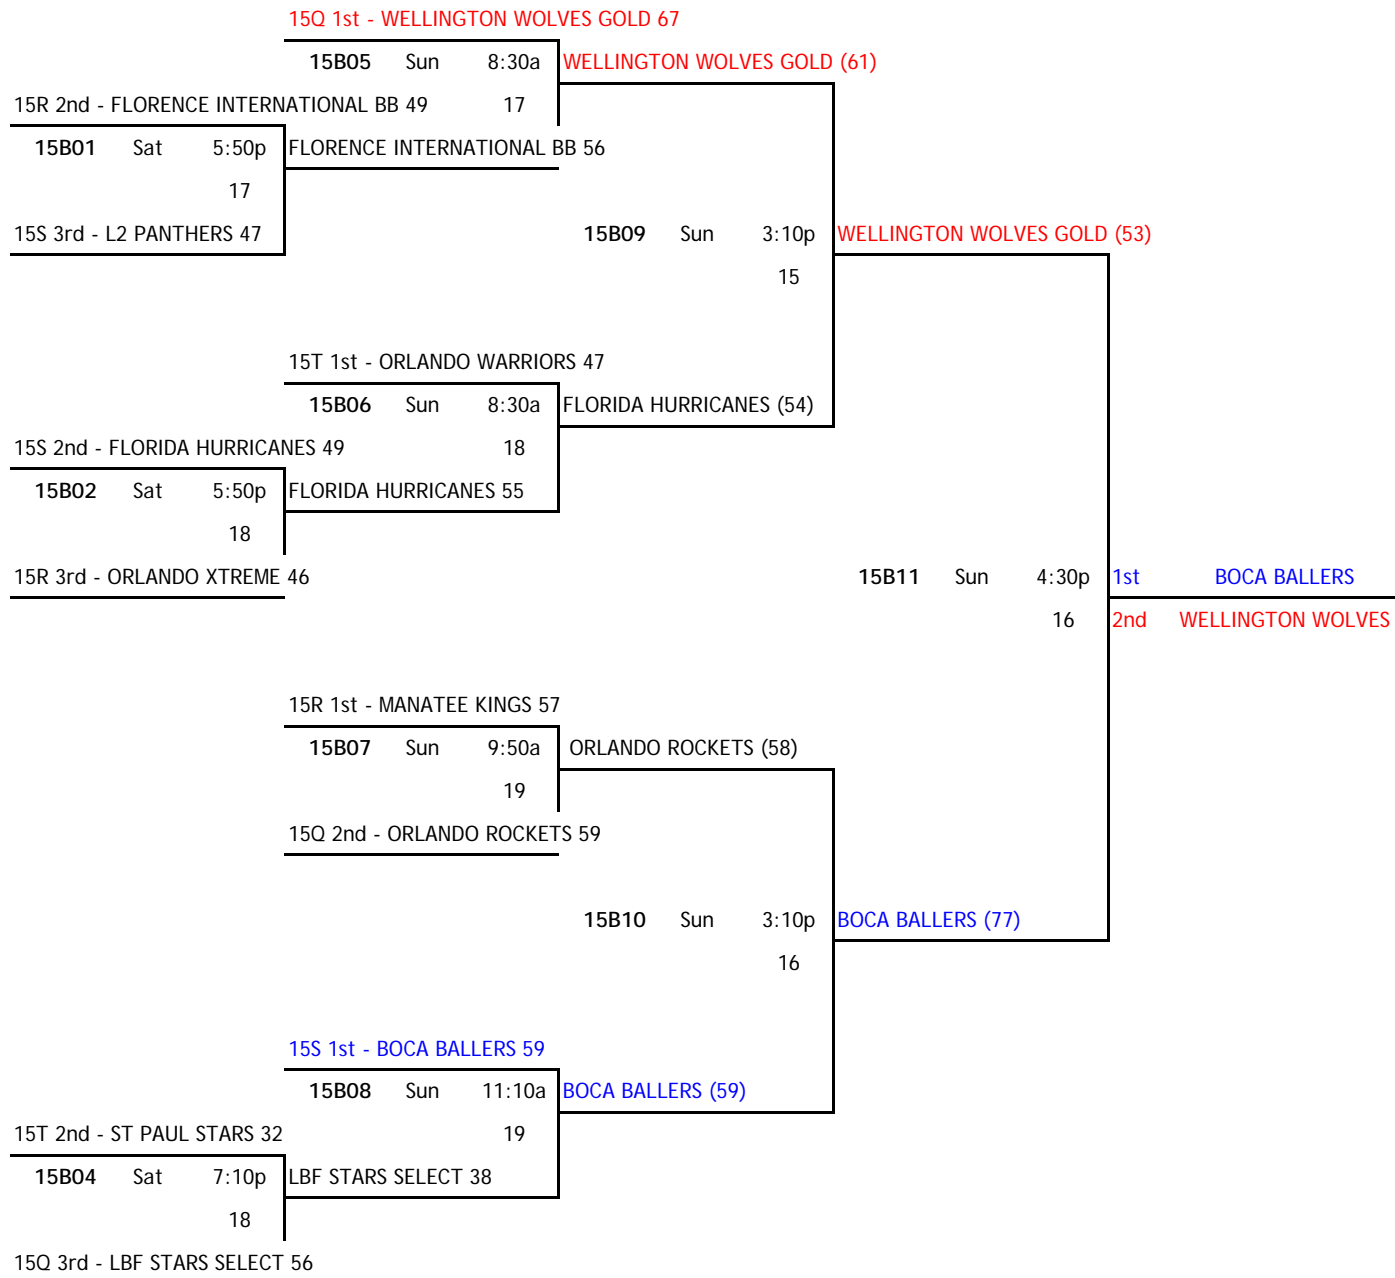 15Q 1st - WELLINGTON WOLVES GOLD 67
15B05 Sun 8:30a WELLINGTON WOLVES GOLD (61)
15R 2nd - FLORENCE INTERNATIONAL BB 49 17
15B01 Sat 5:50p FLORENCE INTERNATIONAL BB 56
17
15S 3rd - L2 PANTHERS 47 15B09 Sun 3:10p WELLINGTON WOLVES GOLD (53)
15
15T 1st - ORLANDO WARRIORS 47
15B06 Sun 8:30a FLORIDA HURRICANES (54)
15S 2nd - FLORIDA HURRICANES 49 18
15B02 Sat 5:50p FLORIDA HURRICANES 55
18
15R 3rd - ORLANDO XTREME 46 15B11 Sun 4:30p 1st BOCA BALLERS
16 2nd WELLINGTON WOLVES
15R 1st - MANATEE KINGS 57
15B07 Sun 9:50a ORLANDO ROCKETS (58)
19
15Q 2nd - ORLANDO ROCKETS 59
15B10 Sun 3:10p BOCA BALLERS (77)
16
15S 1st - BOCA BALLERS 59
15B08 Sun 11:10a BOCA BALLERS (59)
15T 2nd - ST PAUL STARS 32 19
15B04 Sat 7:10p LBF STARS SELECT 38
18
15Q 3rd - LBF STARS SELECT 56